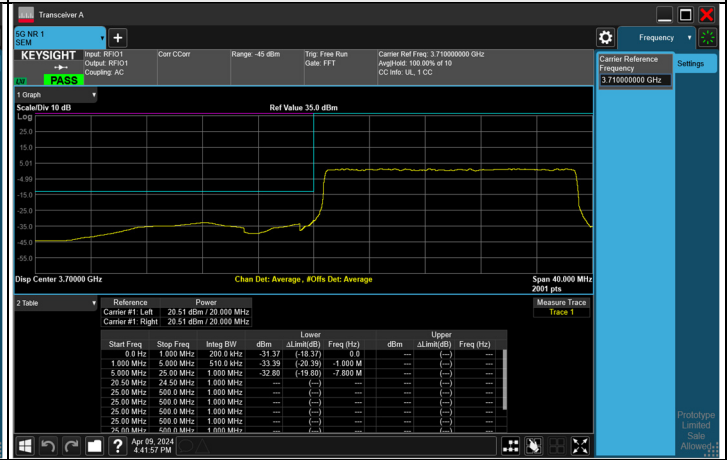 Transceiver A
5G NR 1
SEM
+
Frequency
KEYSIGHT
LVI
PASS
Input: RFIO1
Output: RFIO1
Coupling: AC
Corr CCorr
Range: -45 dBm
Trig: Free Run
Gate: FFT
Carrier Ref Freq: 3.710000000 GHz
Avg|Hold: 100.00% of 10
CC Info: UL, 1 CC
Carrier Reference
Frequency
3.710000000 GHz
Settings
1 Graph
Scale/Div 10 dB
Ref Value 35.0 dBm
Log
25.0
15.0
5.01
-4.99
-15.0
-25.0
-35.0
-45.0
-55.0
Disp Center 3.70000 GHz
Chan Det: Average , #Offs Det: Average
Span 40.000 MHz
2001 pts
2 Table
Reference Power
Carrier #1: Left 20.51 dBm / 20.000 MHz
Carrier #1: Right 20.51 dBm / 20.000 MHz
Measure Trace
Trace 1
Lower Upper
Start Freq Stop Freq Integ BW dBm ΔLimit(dB) Freq (Hz) dBm ΔLimit(dB) Freq (Hz)
0.0 Hz 1.000 MHz 200.0 kHz -31.37 (-18.37) 0.0 --- (---) ---
1.000 MHz 5.000 MHz 510.0 kHz -33.39 (-20.39) -1.000 M --- (---) ---
5.000 MHz 25.00 MHz 1.000 MHz -32.80 (-19.80) -7.800 M --- (---) ---
20.50 MHz 24.50 MHz 1.000 MHz --- (---) --- --- (---) ---
25.00 MHz 500.0 MHz 1.000 MHz --- (---) --- --- (---) ---
25.00 MHz 500.0 MHz 1.000 MHz --- (---) --- --- (---) ---
25.00 MHz 500.0 MHz 1.000 MHz --- (---) --- --- (---) ---
25.00 MHz 500.0 MHz 1.000 MHz --- (---) --- --- (---) ---
25.00 MHz 500.0 MHz 1.000 MHz --- (---) --- --- (---) ---
Prototype
Limited
Sale
Allowed
?
Apr 09, 2024
4:41:57 PM